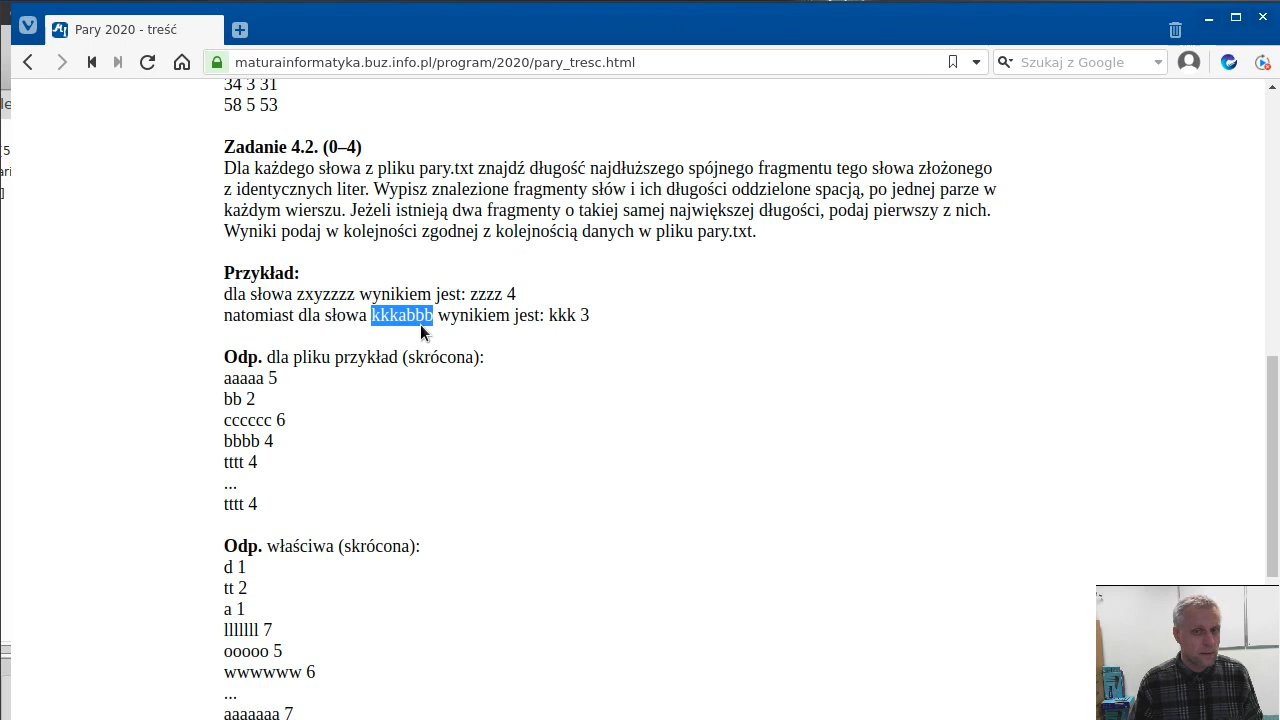 Pary 2020 - treść
maturainformatyka.buz.info.pl/program/2020/pary_tresc.html
Szukaj z Google
34 3 31
58 5 53
Zadanie 4.2. (0–4)
Dla każdego słowa z pliku pary.txt znajdź długość najdłuższego spójnego fragmentu tego słowa złożonego
z identycznych liter. Wypisz znalezione fragmenty słów i ich długości oddzielone spacją, po jednej parze w
każdym wierszu. Jeżeli istnieją dwa fragmenty o takiej samej największej długości, podaj pierwszy z nich.
Wyniki podaj w kolejności zgodnej z kolejnością danych w pliku pary.txt.
Przykład:
dla słowa zxyzzzz wynikiem jest: zzzz 4
natomiast dla słowa kkkabbb wynikiem jest: kkk 3
Odp. dla pliku przykład (skrócona):
aaaaa 5
bb 2
cccccc 6
bbbb 4
tttt 4
...
tttt 4
Odp. właściwa (skrócona):
d 1
tt 2
a 1
lllllll 7
ooooo 5
wwwwww 6
...
aaaaaaa 7